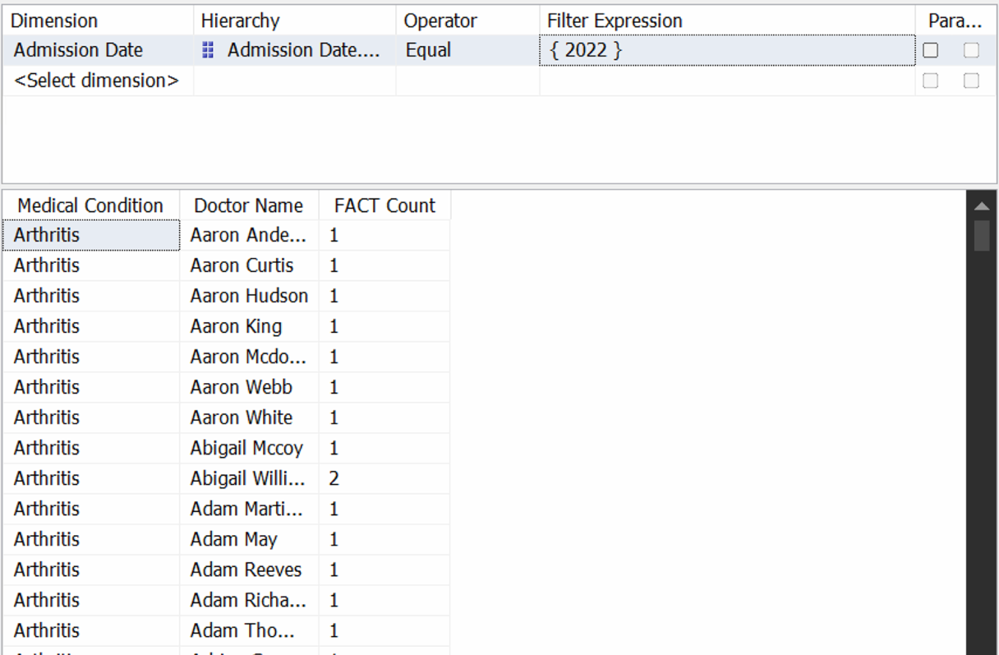 Dimension Hierarchy Operator Filter Expression Para...
Admission Date Admission Date.... Equal { 2022 }
<Select dimension>
Medical Condition Doctor Name FACT Count
Arthritis Aaron Ande... 1
Arthritis Aaron Curtis 1
Arthritis Aaron Hudson 1
Arthritis Aaron King 1
Arthritis Aaron Mcdo... 1
Arthritis Aaron Webb 1
Arthritis Aaron White 1
Arthritis Abigail Mccoy 1
Arthritis Abigail Willi... 2
Arthritis Adam Marti... 1
Arthritis Adam May 1
Arthritis Adam Reeves 1
Arthritis Adam Richa... 1
Arthritis Adam Tho... 1